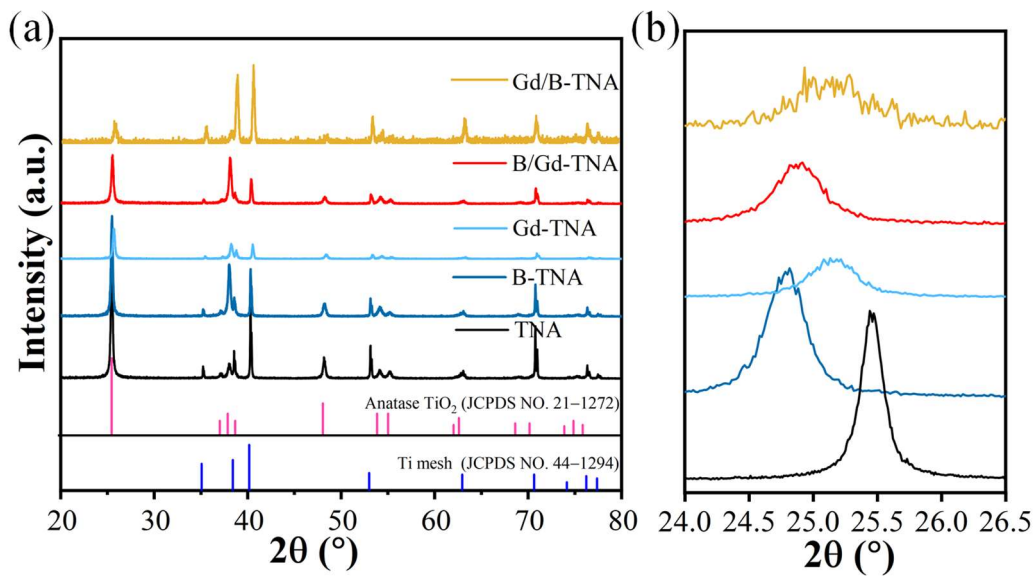 (a)
(b)
Intensity (a.u.)
Gd/B-TNA
B/Gd-TNA
Gd-TNA
B-TNA
TNA
Anatase TiO₂ (JCPDS NO. 21–1272)
Ti mesh (JCPDS NO. 44–1294)
20 30 40 50 60 70 80
2θ (°)
24.0 24.5 25.0 25.5 26.0 26.5
2θ (°)